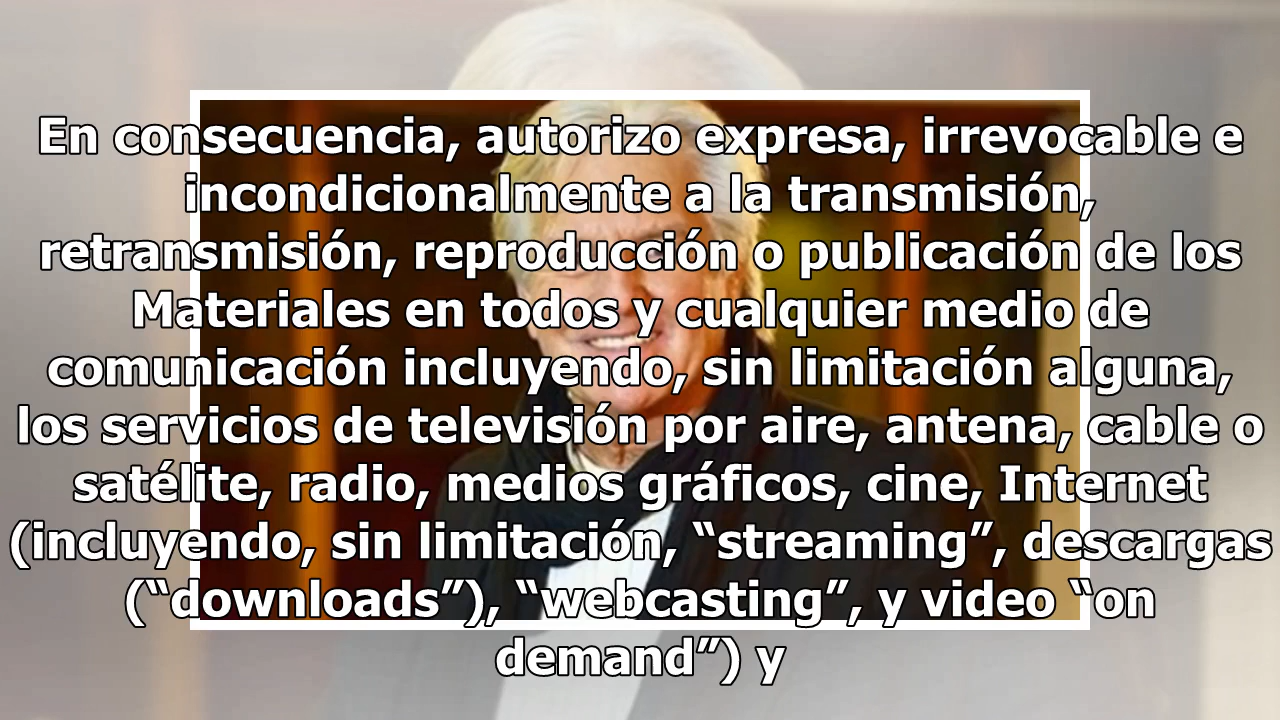 En consecuencia, autorizo expresa, irrevocable e
incondicionalmente a la transmisión,
retransmisión, reproducción o publicación de los
Materiales en todos y cualquier medio de
comunicación incluyendo, sin limitación alguna,
los servicios de televisión por aire, antena, cable o
satélite, radio, medios gráficos, cine, Internet
(incluyendo, sin limitación, “streaming”, descargas
(“downloads”), “webcasting”, y video “on
demand”) y